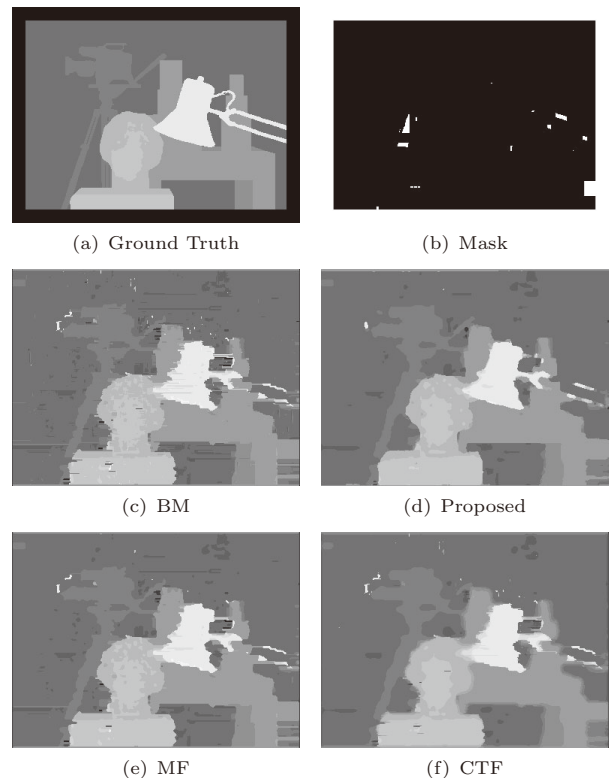 (a) Ground Truth
(b) Mask
(c) BM
(d) Proposed
(e) MF
(f) CTF